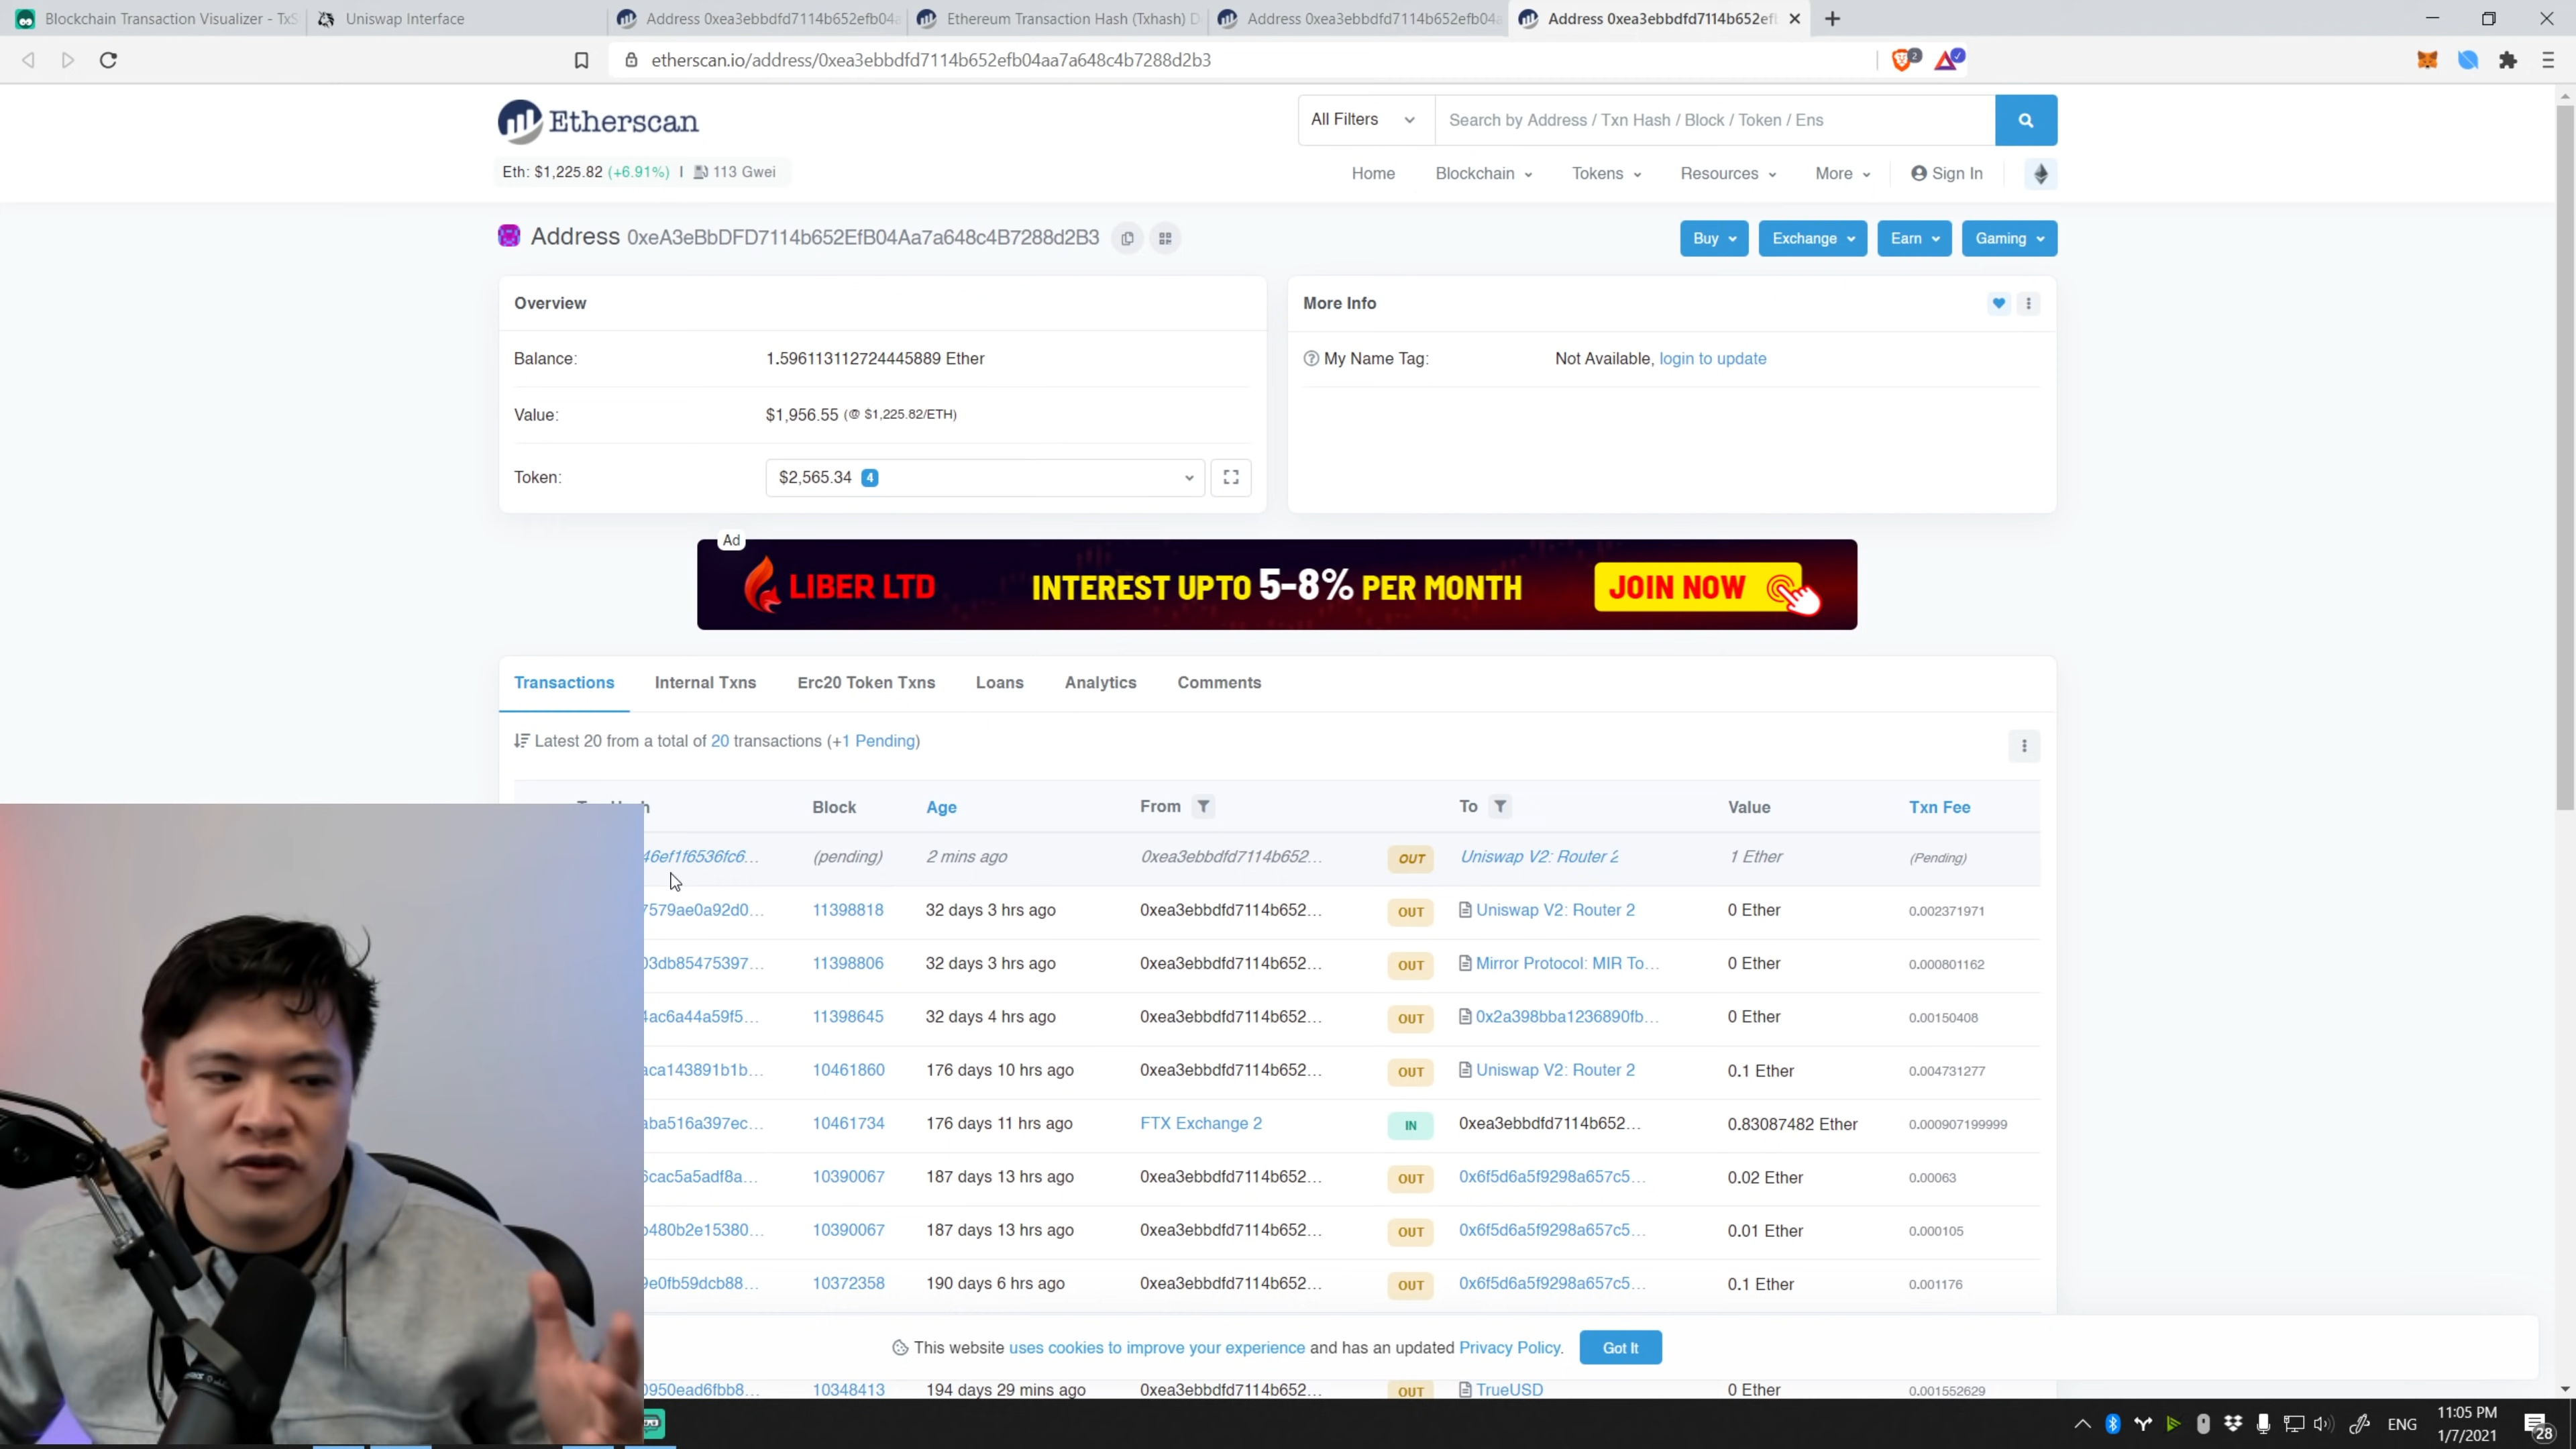 Blockchain Transaction Visualizer - TxS
Uniswap Interface
Address 0xea3ebbdfd7114b652efb04a
Ethereum Transaction Hash (Txhash) D
Address 0xea3ebbdfd7114b652efb04a
Address 0xea3ebbdfd7114b652ef
etherscan.io/address/0xea3ebbdfd7114b652efb04aa7a648c4b7288d2b3
2
Etherscan
All Filters
Search by Address / Txn Hash / Block / Token / Ens
Eth: $1,225.82 (+6.91%) | 113 Gwei
Home Blockchain Tokens Resources More Sign In
Address 0xeA3eBbDFD7114b652EfB04Aa7a648c4B7288d2B3
Buy Exchange Earn Gaming
Overview
Balance: 1.596113112724445889 Ether
Value: $1,956.55 (@ $1,225.82/ETH)
Token: $2,565.34 4
More Info
My Name Tag: Not Available, login to update
Ad
LIBER LTD INTEREST UPTO 5-8% PER MONTH JOIN NOW
Transactions Internal Txns Erc20 Token Txns Loans Analytics Comments
Latest 20 from a total of 20 transactions (+1 Pending)
Block Age From To Value Txn Fee
46ef1f6536fc6... (pending) 2 mins ago 0xea3ebbdfd7114b652... OUT Uniswap V2: Router 2 1 Ether (Pending)
7579ae0a92d0... 11398818 32 days 3 hrs ago 0xea3ebbdfd7114b652... OUT Uniswap V2: Router 2 0 Ether 0.002371971
03db85475397... 11398806 32 days 3 hrs ago 0xea3ebbdfd7114b652... OUT Mirror Protocol: MIR To... 0 Ether 0.000801162
4ac6a44a59f5... 11398645 32 days 4 hrs ago 0xea3ebbdfd7114b652... OUT 0x2a398bba1236890fb... 0 Ether 0.00150408
aca143891b1b... 10461860 176 days 10 hrs ago 0xea3ebbdfd7114b652... OUT Uniswap V2: Router 2 0.1 Ether 0.004731277
aba516a397ec... 10461734 176 days 11 hrs ago FTX Exchange 2 IN 0xea3ebbdfd7114b652... 0.83087482 Ether 0.000907199999
6cac5a5adf8a... 10390067 187 days 13 hrs ago 0xea3ebbdfd7114b652... OUT 0x6f5d6a5f9298a657c5... 0.02 Ether 0.00063
b480b2e15380... 10390067 187 days 13 hrs ago 0xea3ebbdfd7114b652... OUT 0x6f5d6a5f9298a657c5... 0.01 Ether 0.000105
9e0fb59dcb88... 10372358 190 days 6 hrs ago 0xea3ebbdfd7114b652... OUT 0x6f5d6a5f9298a657c5... 0.1 Ether 0.001176
This website uses cookies to improve your experience and has an updated Privacy Policy. Got It
0950ead6fbb8... 10348413 194 days 29 mins ago 0xea3ebbdfd7114b652... OUT TrueUSD 0 Ether 0.001552629
ENG
11:05 PM
1/7/2021
28